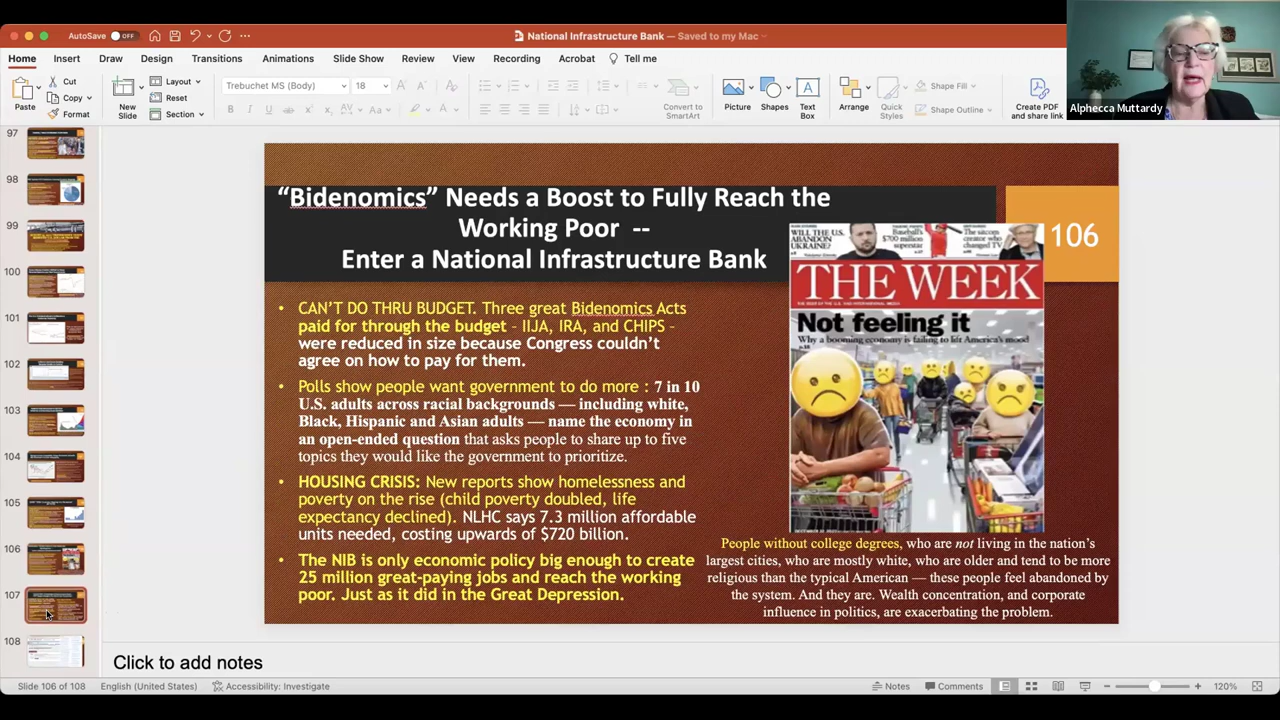 AutoSave OFF
National Infrastructure Bank — Saved to my Mac
Home Insert Draw Design Transitions Animations Slide Show Review View Recording Acrobat Tell me
Paste
Cut
Copy
Format
New
Slide
Layout
Reset
Section
Trebuchet MS (Body)
18
Convert to
SmartArt
Picture
Shapes
Text
Box
Arrange
Quick
Styles
Shape Fill
Shape Outline
Create PDF
and share link
Alphecca Muttardy
97
98
99
100
101
102
103
104
105
106
107
108
“Bidenomics” Needs a Boost to Fully Reach the
Working Poor --
Enter a National Infrastructure Bank
106
• CAN’T DO THRU BUDGET. Three great Bidenomics Acts
paid for through the budget – IIJA, IRA, and CHIPS –
were reduced in size because Congress couldn’t
agree on how to pay for them.
• Polls show people want government to do more : 7 in 10
U.S. adults across racial backgrounds — including white,
Black, Hispanic and Asian adults — name the economy in
an open-ended question that asks people to share up to five
topics they would like the government to prioritize.
• HOUSING CRISIS: New reports show homelessness and
poverty on the rise (child poverty doubled, life
expectancy declined). NLHC says 7.3 million affordable
units needed, costing upwards of $720 billion.
• The NIB is only economic policy big enough to create
25 million great-paying jobs and reach the working
poor. Just as it did in the Great Depression.
WILL THE U.S.
ABANDON
UKRAINE?
Baseball's
$700 million
superstar
The sitcom
creator who
changed TV
THE WEEK
Not feeling it
Why a booming economy is failing to lift America's mood
People without college degrees, who are not living in the nation’s
largest cities, who are mostly white, who are older and tend to be more
religious than the typical American — these people feel abandoned by
the system. And they are. Wealth concentration, and corporate
influence in politics, are exacerbating the problem.
Click to add notes
Slide 106 of 108 English (United States) Accessibility: Investigate
Notes Comments 120%